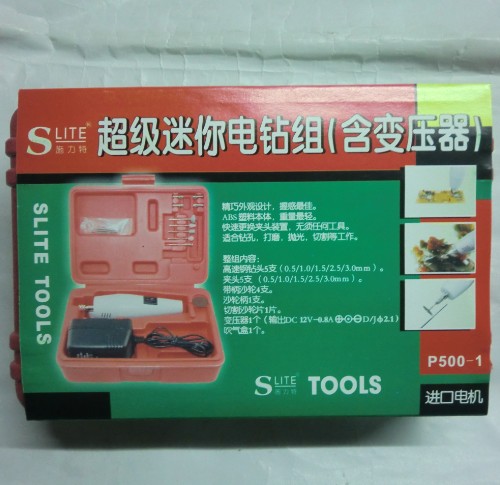 SLITE®
施力特
超级迷你电钻组(含变压器)
SLITE TOOLS
精巧外观设计，握感最佳。
ABS 塑料本体，重量最轻。
快速更换夹头装置，无须任何工具。
适合钻孔，打磨，抛光，切割等工作。
整组内容：
高速钢钻头5支（0.5/1.0/1.5/2.5/3.0mm）。
夹头5支（0.5/1.0/1.5/2.5/3.0mm）。
带柄沙轮4支。
沙轮柄1支。
切割沙轮片1片。
变压器1个（输出DC 12V-0.8A ⊕⊙⊖D/Jφ2.1）
吹气盒1个。
SLITE® TOOLS
施力特
P500-1
进口电机